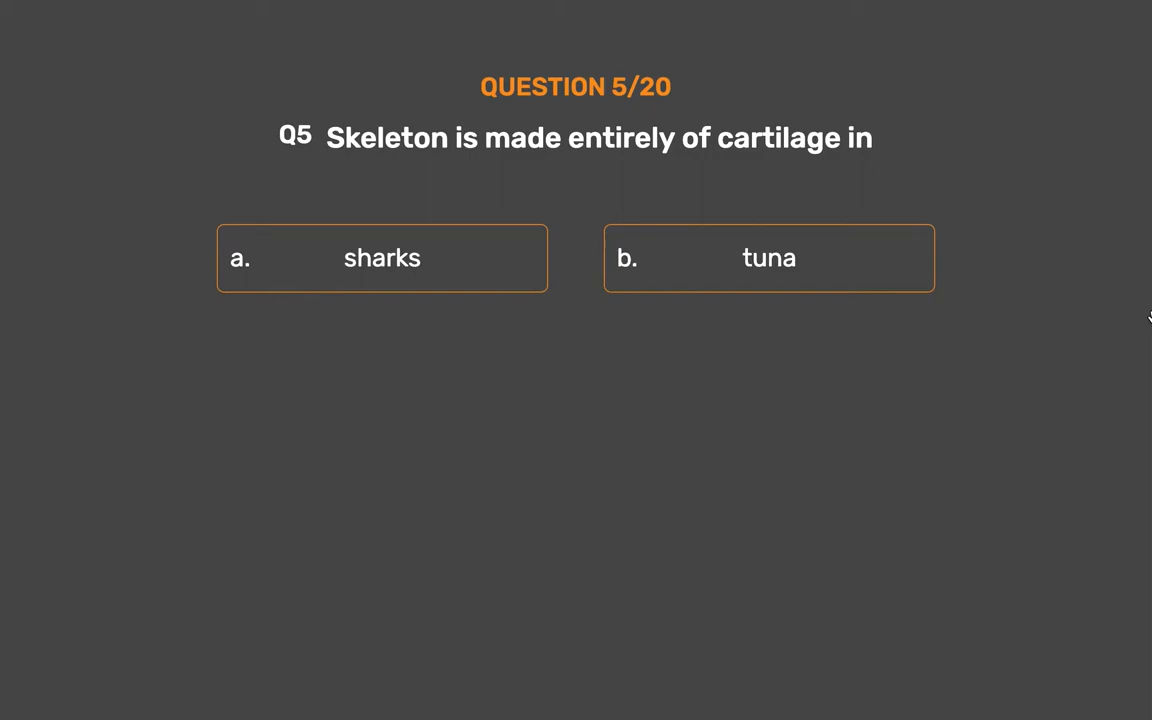 QUESTION 5/20
Q5 Skeleton is made entirely of cartilage in
a. sharks
b. tuna